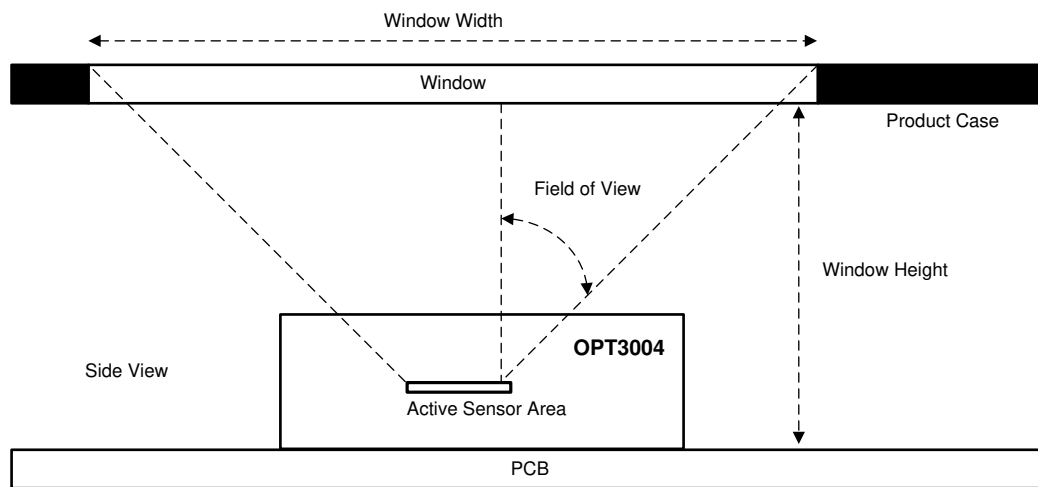 Window Width
Window
Product Case
Field of View
Window Height
OPT3004
Side View
Active Sensor Area
PCB